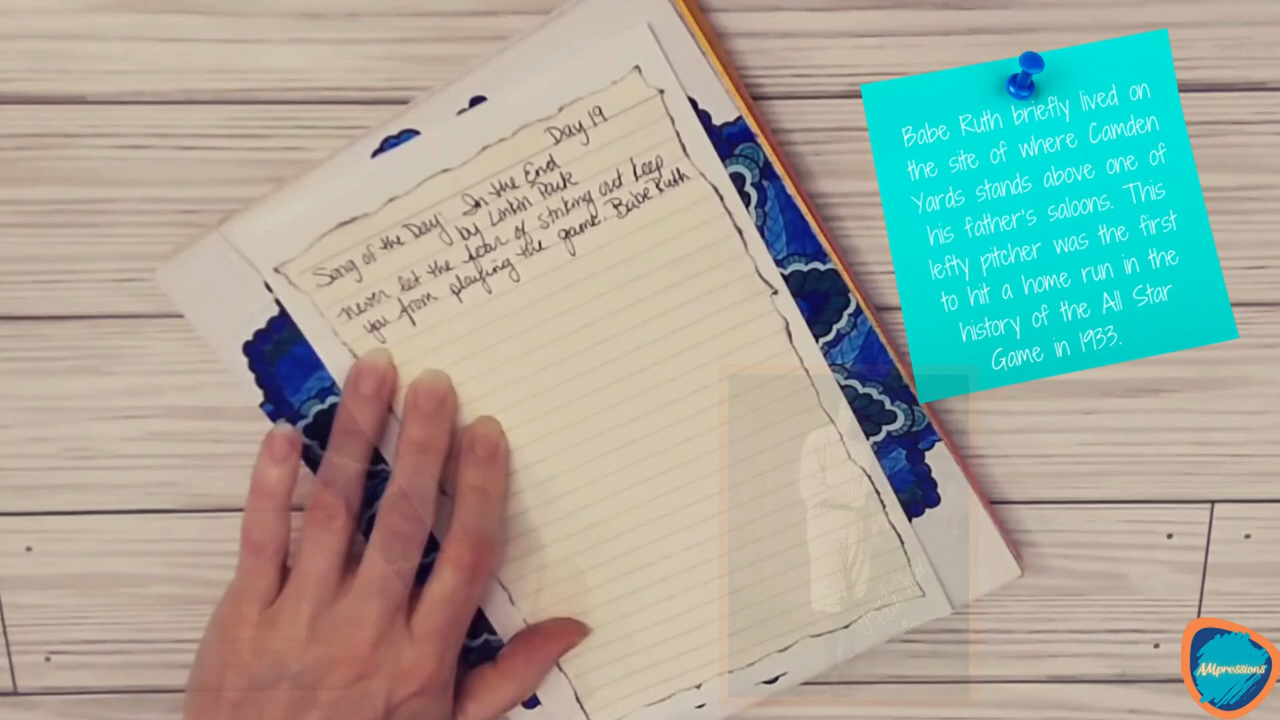 Day 19
Song of the Day: In the End
by Linkin Park
never let the fear of striking out keep
you from playing the game. Babe Ruth
Babe Ruth briefly lived on
the site of where Camden
Yards stands above one of
his father's saloons. This
lefty pitcher was the first
to hit a home run in the
history of the All Star
Game in 1933.
AMpressions